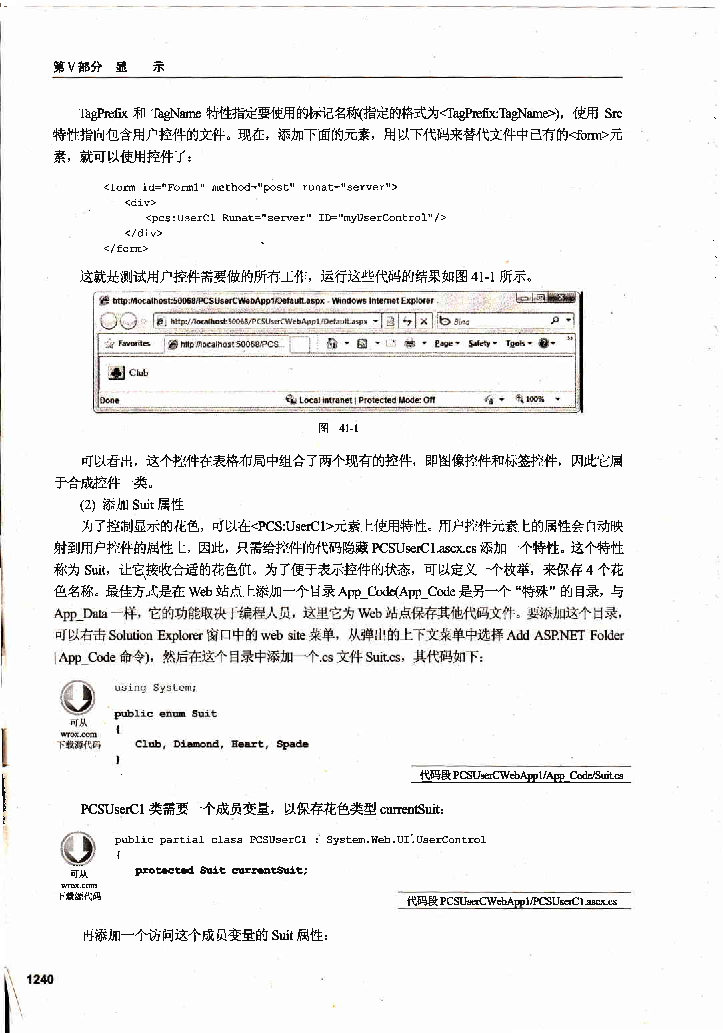 第V部分 显 示
TagPrefix 和 TagName 特性指定要使用的标记名称(指定的格式为<TagPrefix:TagName>)，使用 Src
特性指向包含用户控件的文件。现在，添加下面的元素，用以下代码来替代文件中已有的<form>元
素，就可以使用控件了：
<form id="Form1" method="post" runat="server">
<div>
<pcs:UserC1 Runat="server" ID="myUserControl"/>
</div>
</form>
这就是测试用户控件需要做的所有工作，运行这些代码的结果如图 41-1 所示。
http://localhost:50068/PCSUserCWebApp1/Default.aspx - Windows Internet Explorer
http://localhost:50068/PCSUserCWebApp1/Default.aspx Bing
Favorites http://localhost:50068/PCS... Page Safety Tools
Club
Done Local intranet | Protected Mode: Off 100%
图 41-1
可以看出，这个控件在表格布局中组合了两个现有的控件，即图像控件和标签控件，因此它属
于合成控件一类。
(2) 添加 Suit 属性
为了控制显示的花色，可以在<PCS:UserC1>元素上使用特性。用户控件元素上的属性会自动映
射到用户控件的属性上，因此，只需给控件的代码隐藏 PCSUserC1.ascx.cs 添加一个特性。这个特性
称为 Suit，让它接收合适的花色值。为了便于表示控件的状态，可以定义一个枚举，来保存 4 个花
色名称。最佳方式是在 Web 站点上添加一个目录 App_Code(App_Code 是另一个“特殊”的目录，与
App_Data 一样，它的功能取决于编程人员，这里它为 Web 站点保存其他代码文件。要添加这个目录，
可以右击 Solution Explorer 窗口中的 web site 菜单，从弹出的上下文菜单中选择 Add ASP.NET Folder
| App_Code 命令)，然后在这个目录中添加一个.cs 文件 Suit.cs，其代码如下：
using System;
public enum Suit
{
Club, Diamond, Heart, Spade
}
可从
wrox.com
下载源代码
代码段 PCSUserCWebApp1/App_Code/Suit.cs
PCSUserC1 类需要一个成员变量，以保存花色类型 currentSuit：
public partial class PCSUserC1 : System.Web.UI.UserControl
{
protected Suit currentSuit;
可从
wrox.com
下载源代码
代码段 PCSUserCWebApp1/PCSUserC1.ascx.cs
再添加一个访问这个成员变量的 Suit 属性：
1240